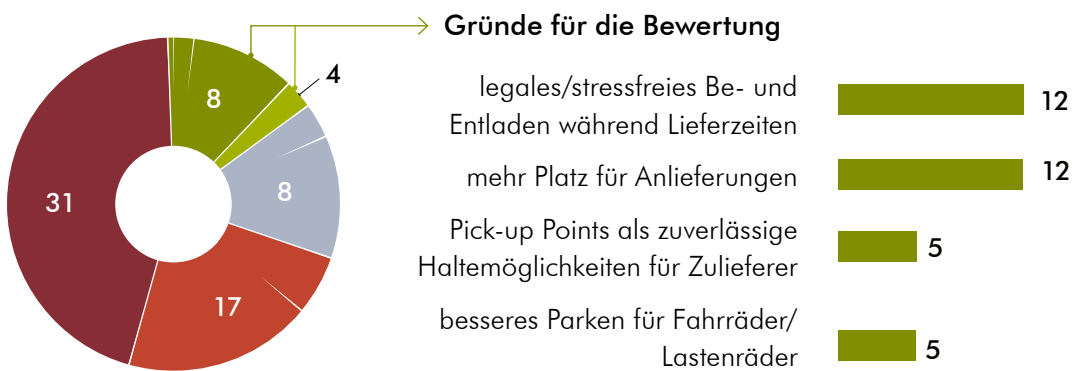 Gründe für die Bewertung
4
8
8
31
17
legales/stressfreies Be- und
Entladen während Lieferzeiten
12
mehr Platz für Anlieferungen
12
Pick-up Points als zuverlässige
Haltemöglichkeiten für Zulieferer
5
besseres Parken für Fahrräder/
Lastenräder
5